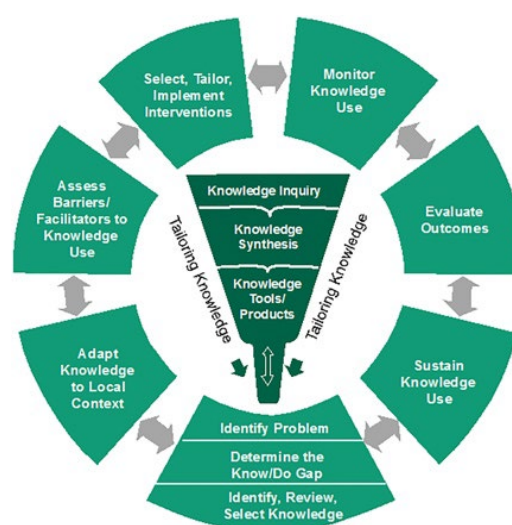 Select, Tailor,
Implement
Interventions
Monitor
Knowledge
Use
Assess
Barriers/
Facilitators to
Knowledge
Use
Knowledge Inquiry
Knowledge
Synthesis
Knowledge
Tools/
Products
Tailoring Knowledge
Tailoring Knowledge
Evaluate
Outcomes
Adapt
Knowledge
to Local
Context
Sustain
Knowledge
Use
Identify Problem
Determine the
Know/Do Gap
Identify, Review,
Select Knowledge